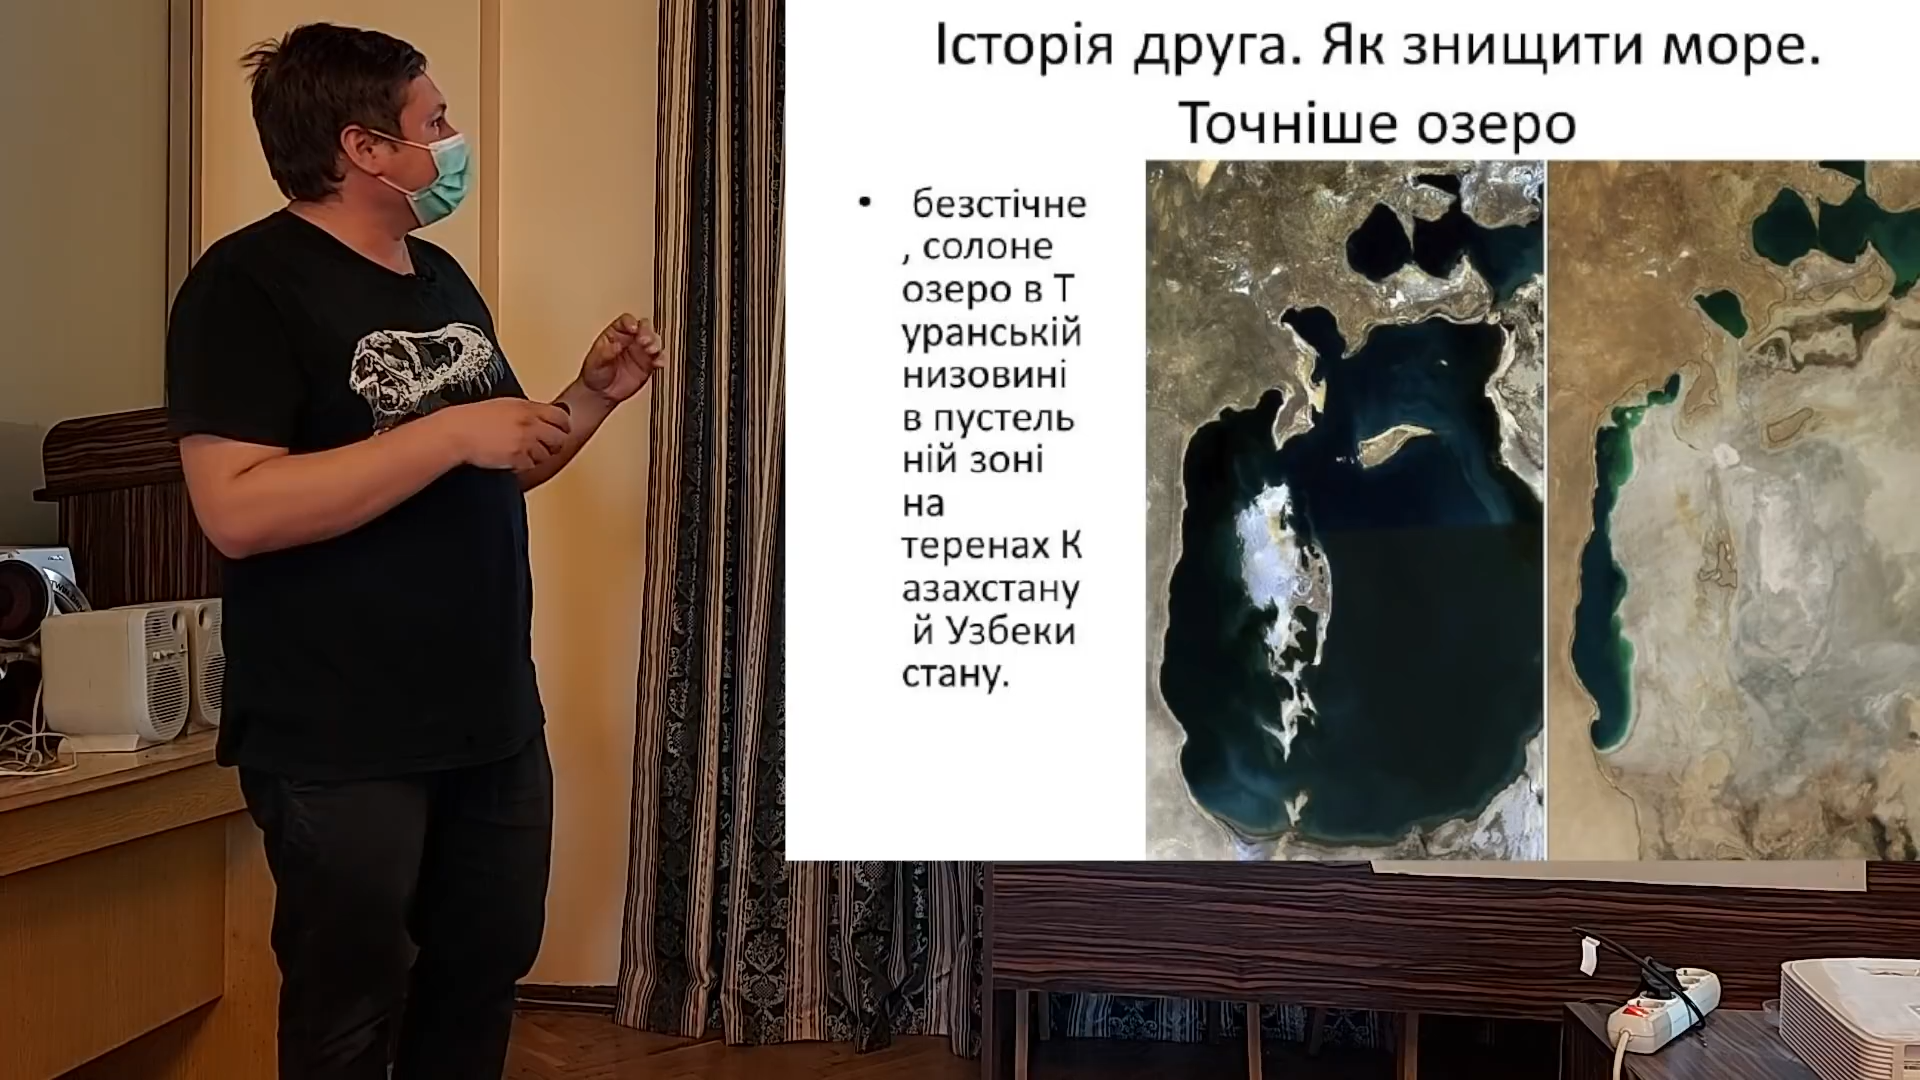 Історія друга. Як знищити море.
Точніше озеро
• безстічне
, солоне
озеро в Т
уранській
низовині
в пустель
ній зоні
на
теренах К
азахстану
й Узбеки
стану.